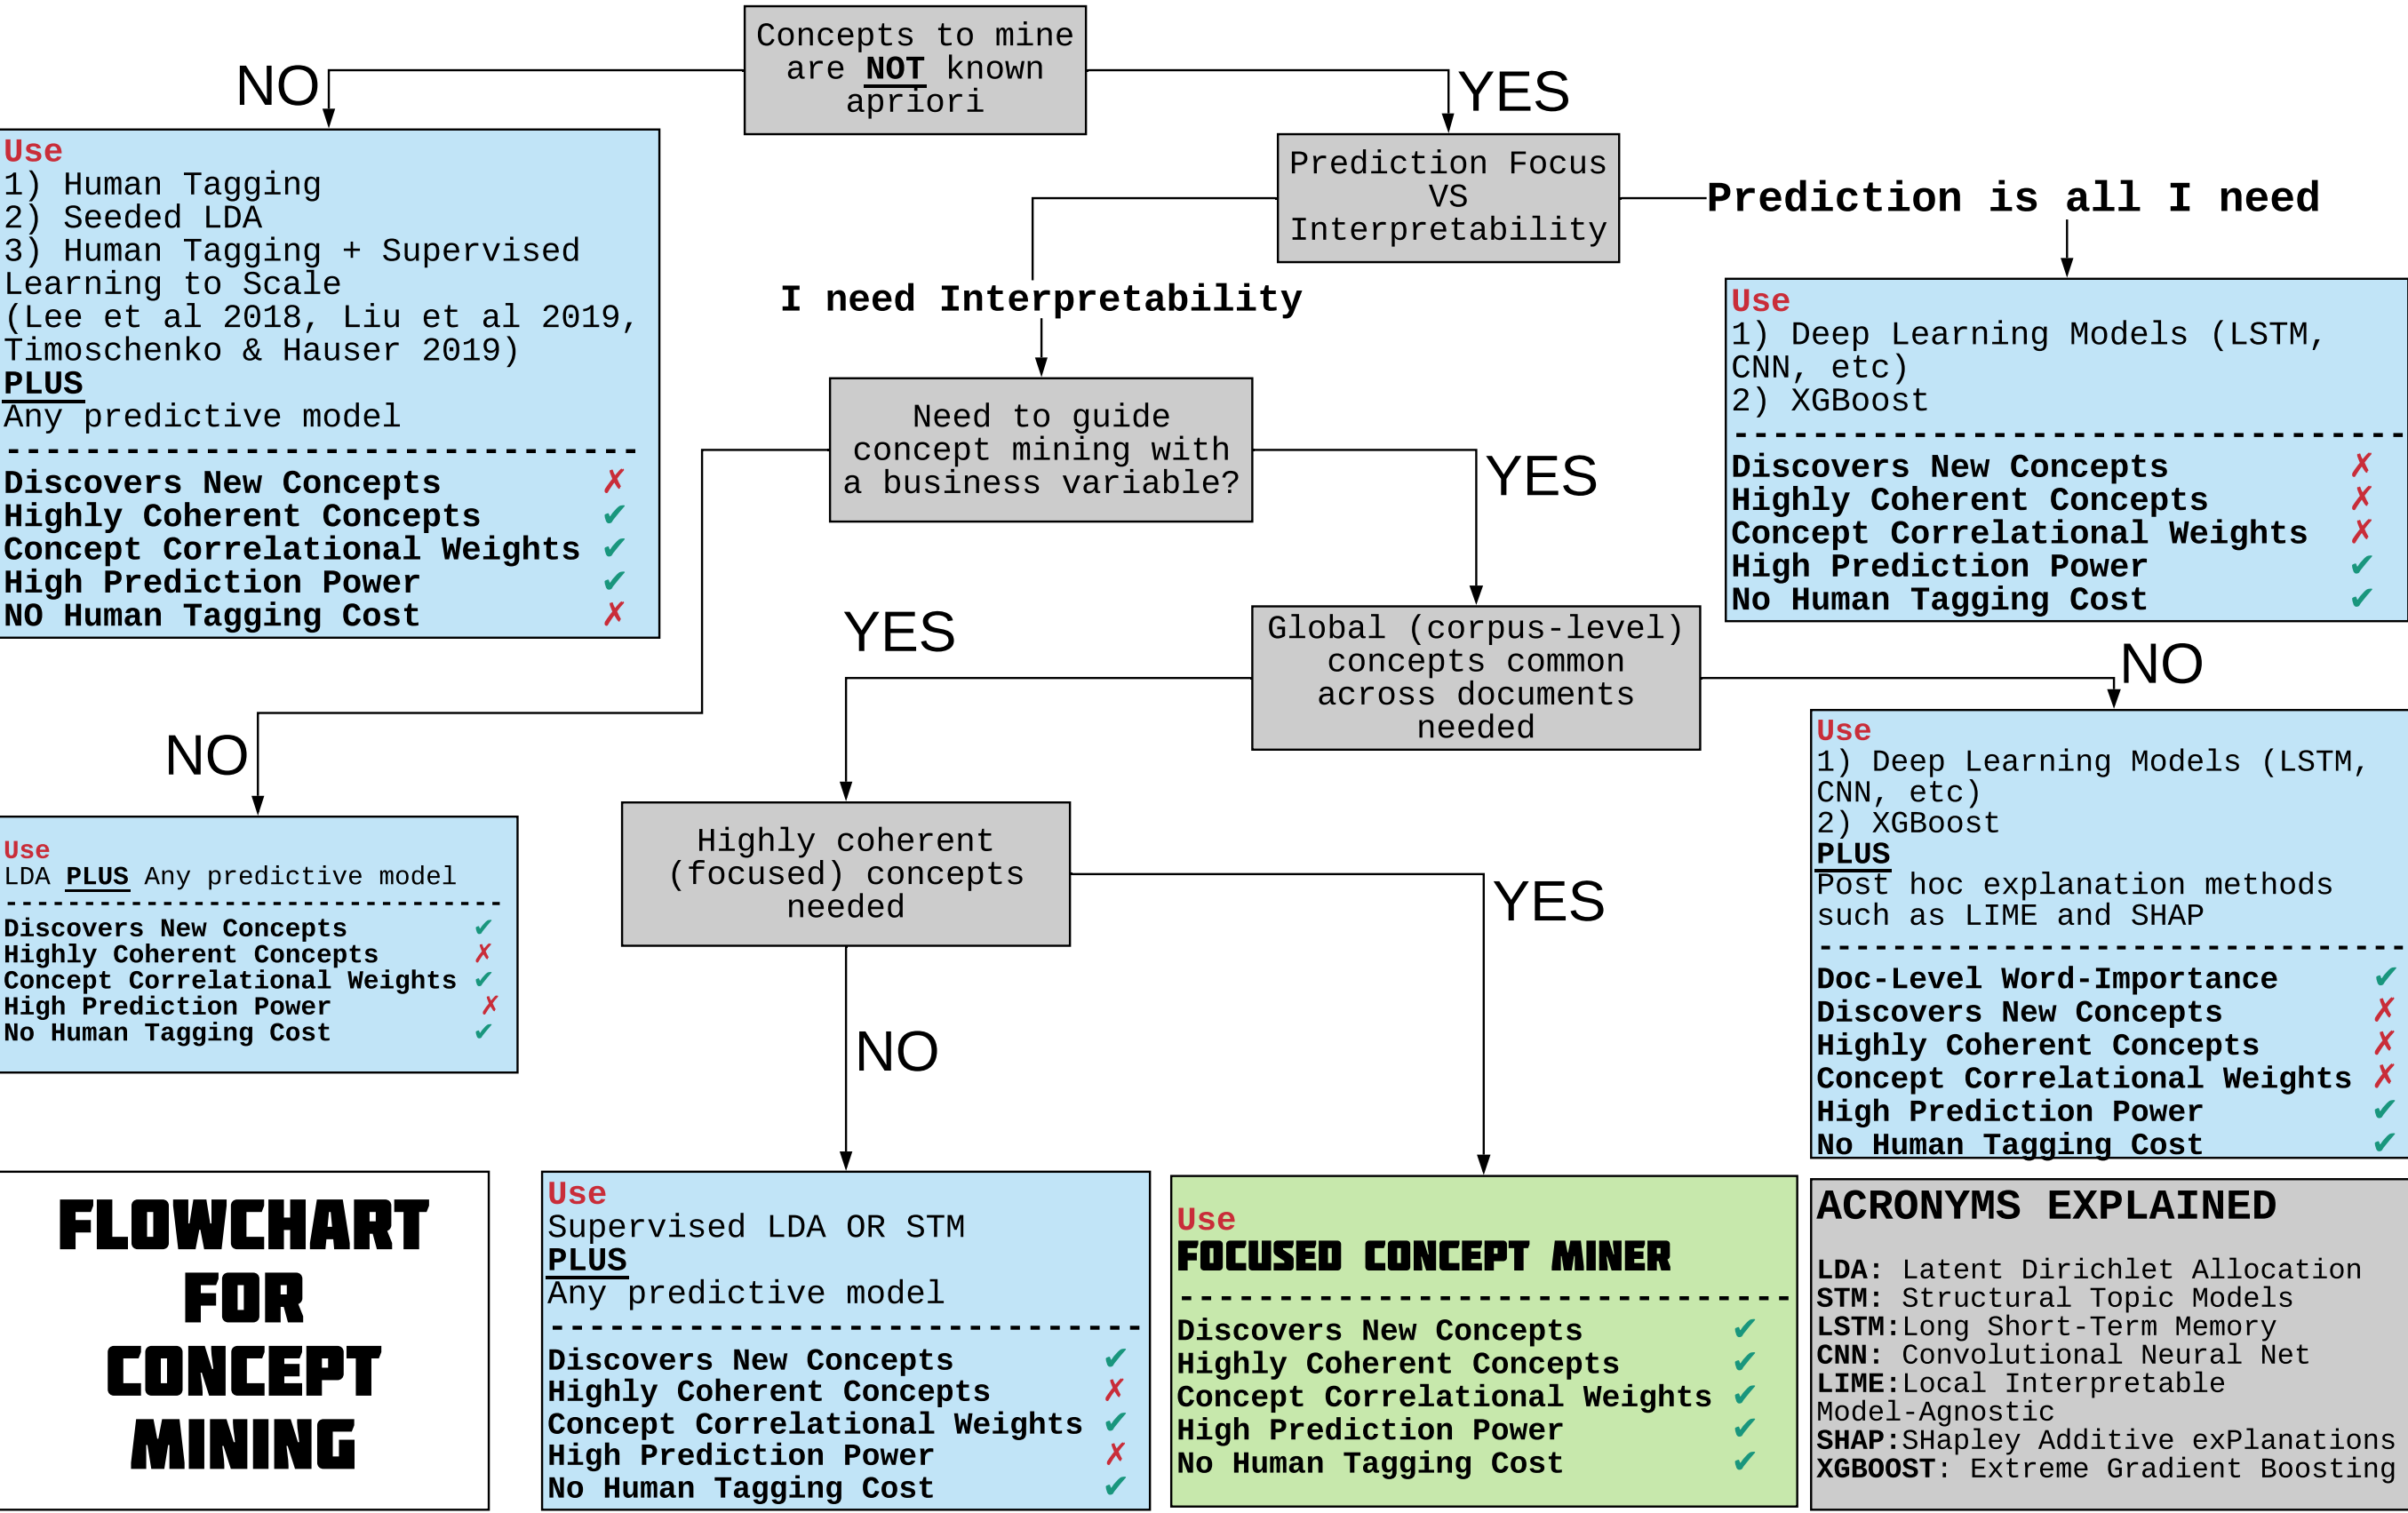 Concepts to mine
are NOT known
apriori
NO
YES
Use
1) Human Tagging
2) Seeded LDA
3) Human Tagging + Supervised
Learning to Scale
(Lee et al 2018, Liu et al 2019,
Timoschenko & Hauser 2019)
PLUS
Any predictive model
--------------------------------
Discovers New Concepts ✗
Highly Coherent Concepts ✔
Concept Correlational Weights ✔
High Prediction Power ✔
NO Human Tagging Cost ✗
Prediction Focus
VS
Interpretability
Prediction is all I need
I need Interpretability
Use
1) Deep Learning Models (LSTM,
CNN, etc)
2) XGBoost
----------------------------------
Discovers New Concepts ✗
Highly Coherent Concepts ✗
Concept Correlational Weights ✗
High Prediction Power ✔
No Human Tagging Cost ✔
Need to guide
concept mining with
a business variable?
YES
NO
Global (corpus-level)
concepts common
across documents
needed
YES
NO
Use
LDA PLUS Any predictive model
--------------------------------
Discovers New Concepts ✔
Highly Coherent Concepts ✗
Concept Correlational Weights ✔
High Prediction Power ✗
No Human Tagging Cost ✔
Highly coherent
(focused) concepts
needed
YES
NO
Use
1) Deep Learning Models (LSTM,
CNN, etc)
2) XGBoost
PLUS
Post hoc explanation methods
such as LIME and SHAP
--------------------------------
Doc-Level Word-Importance ✔
Discovers New Concepts ✗
Highly Coherent Concepts ✗
Concept Correlational Weights ✗
High Prediction Power ✔
No Human Tagging Cost ✔
FLOWCHART
FOR
CONCEPT
MINING
Use
Supervised LDA OR STM
PLUS
Any predictive model
------------------------------
Discovers New Concepts ✔
Highly Coherent Concepts ✗
Concept Correlational Weights ✔
High Prediction Power ✗
No Human Tagging Cost ✔
Use
FOCUSED CONCEPT MINER
-------------------------------
Discovers New Concepts ✔
Highly Coherent Concepts ✔
Concept Correlational Weights ✔
High Prediction Power ✔
No Human Tagging Cost ✔
ACRONYMS EXPLAINED
LDA: Latent Dirichlet Allocation
STM: Structural Topic Models
LSTM:Long Short-Term Memory
CNN: Convolutional Neural Net
LIME:Local Interpretable
Model-Agnostic
SHAP:SHapley Additive exPlanations
XGBOOST: Extreme Gradient Boosting